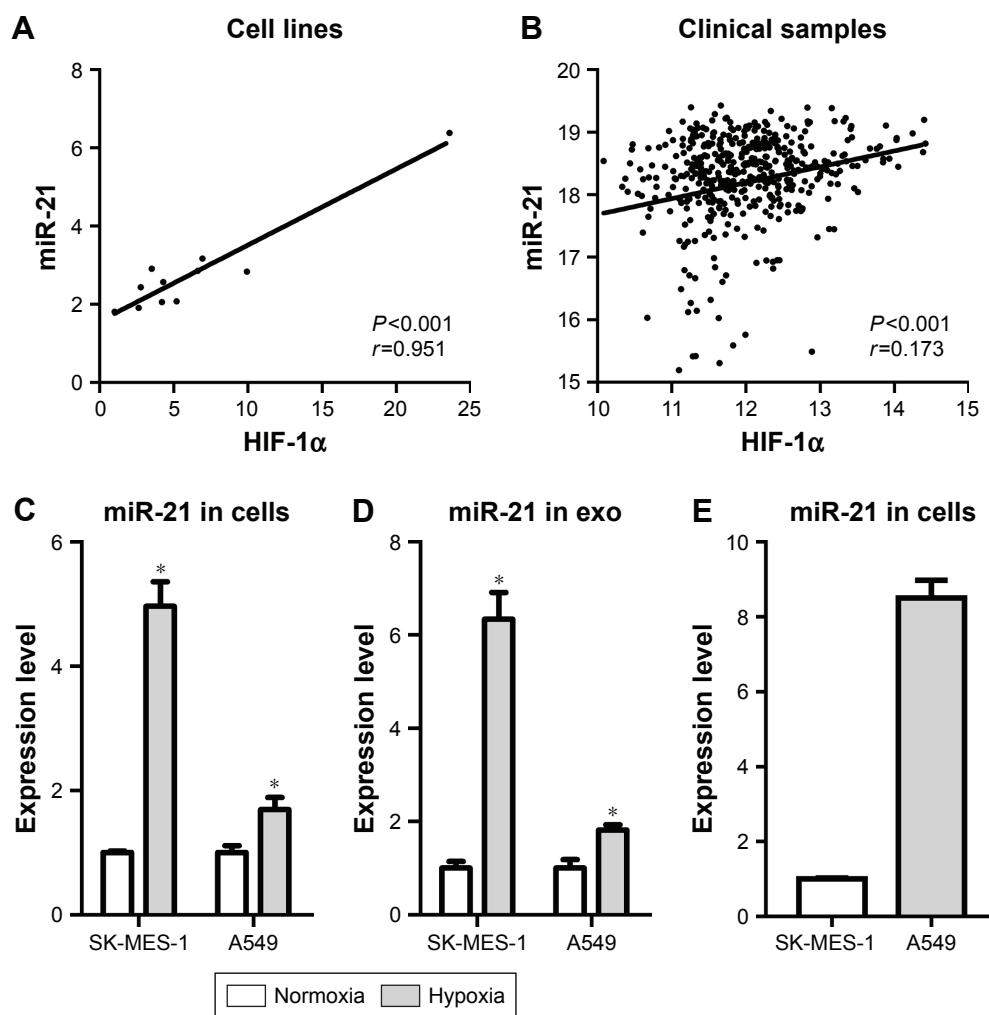 A Cell lines
8
6
4
2
0
miR-21
P<0.001
r=0.951
0 5 10 15 20 25
HIF-1α
B Clinical samples
20
19
18
17
16
15
miR-21
P<0.001
r=0.173
10 11 12 13 14 15
HIF-1α
C miR-21 in cells
6
4
2
0
Expression level
* *
SK-MES-1 A549
D miR-21 in exo
8
6
4
2
0
Expression level
* *
SK-MES-1 A549
E miR-21 in cells
10
8
6
4
2
0
Expression level
SK-MES-1 A549
Normoxia Hypoxia